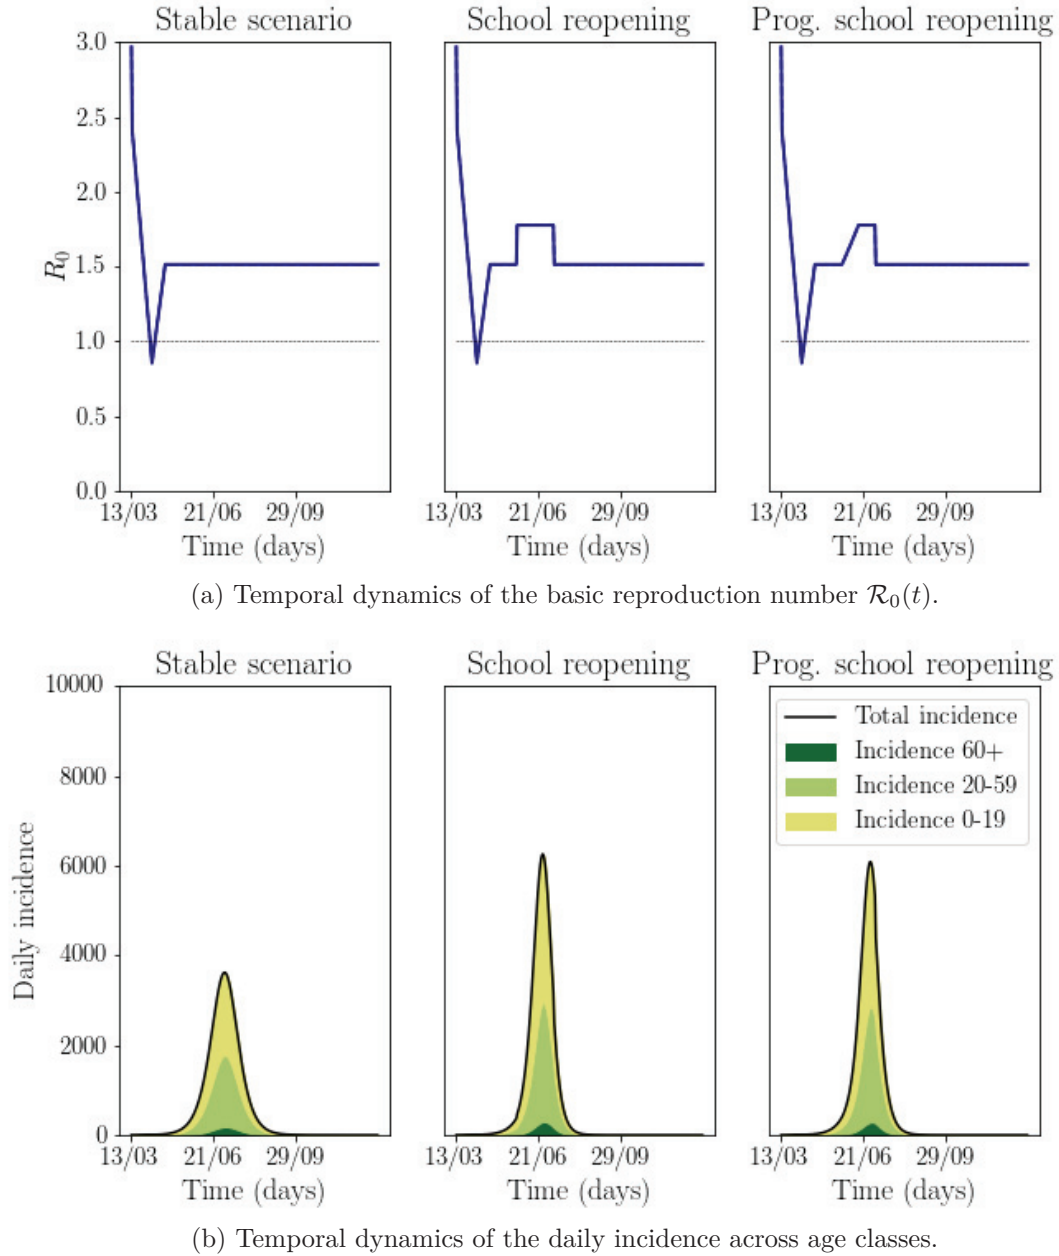 Stable scenario School reopening Prog. school reopening
3.0
2.5
2.0
1.5
1.0
0.5
0.0
R₀
13/03 21/06 29/09 13/03 21/06 29/09 13/03 21/06 29/09
Time (days) Time (days) Time (days)
(a) Temporal dynamics of the basic reproduction number ℛ₀(t).
Stable scenario School reopening Prog. school reopening
10000
8000
6000
4000
2000
0
Daily incidence
Total incidence
Incidence 60+
Incidence 20-59
Incidence 0-19
13/03 21/06 29/09 13/03 21/06 29/09 13/03 21/06 29/09
Time (days) Time (days) Time (days)
(b) Temporal dynamics of the daily incidence across age classes.